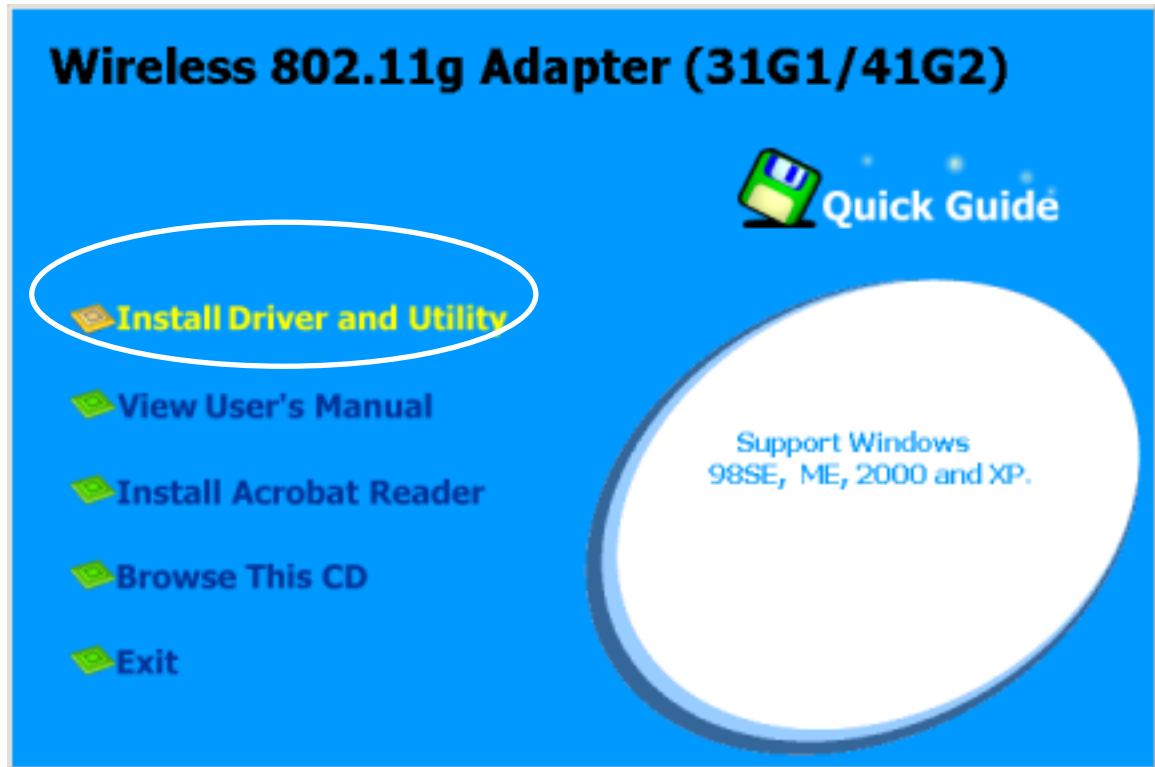 Wireless 802.11g Adapter (31G1/41G2)
Quick Guide
Install Driver and Utility
View User's Manual
Install Acrobat Reader
Browse This CD
Exit
Support Windows
98SE, ME, 2000 and XP.